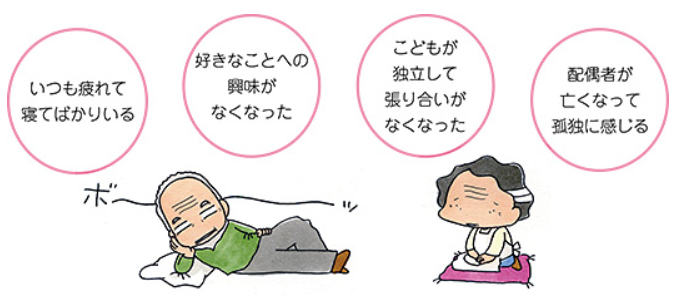 いつも疲れて
寝てばかりいる
好きなことへの
興味が
なくなった
こどもが
独立して
張り合いが
なくなった
配偶者が
亡くなって
孤独に感じる
ボーッ